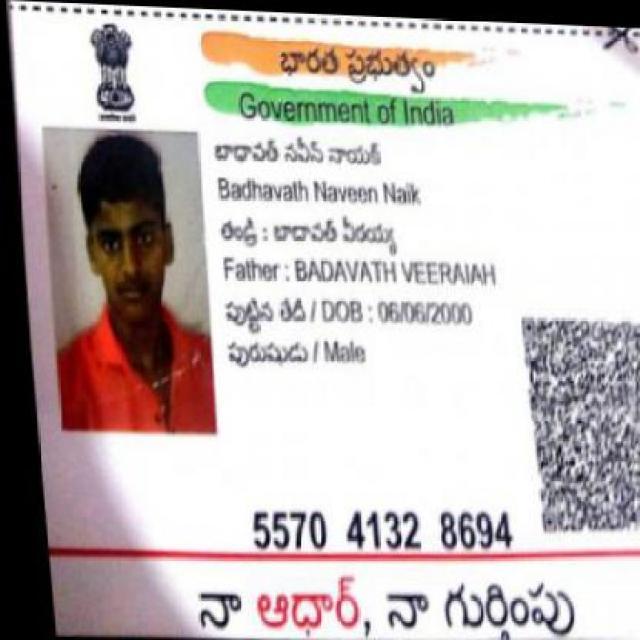 భారత ప్రభుత్వం
Government of India
బాదావత్ నవీన్ నాయక్
Badhavath Naveen Naik
తండ్రి : బాదావత్ వీరయ్య
Father : BADAVATH VEERAIAH
పుట్టిన తేదీ / DOB : 06/06/2000
పురుషుడు / Male
5570 4132 8694
నా ఆధార్, నా గుర్తింపు